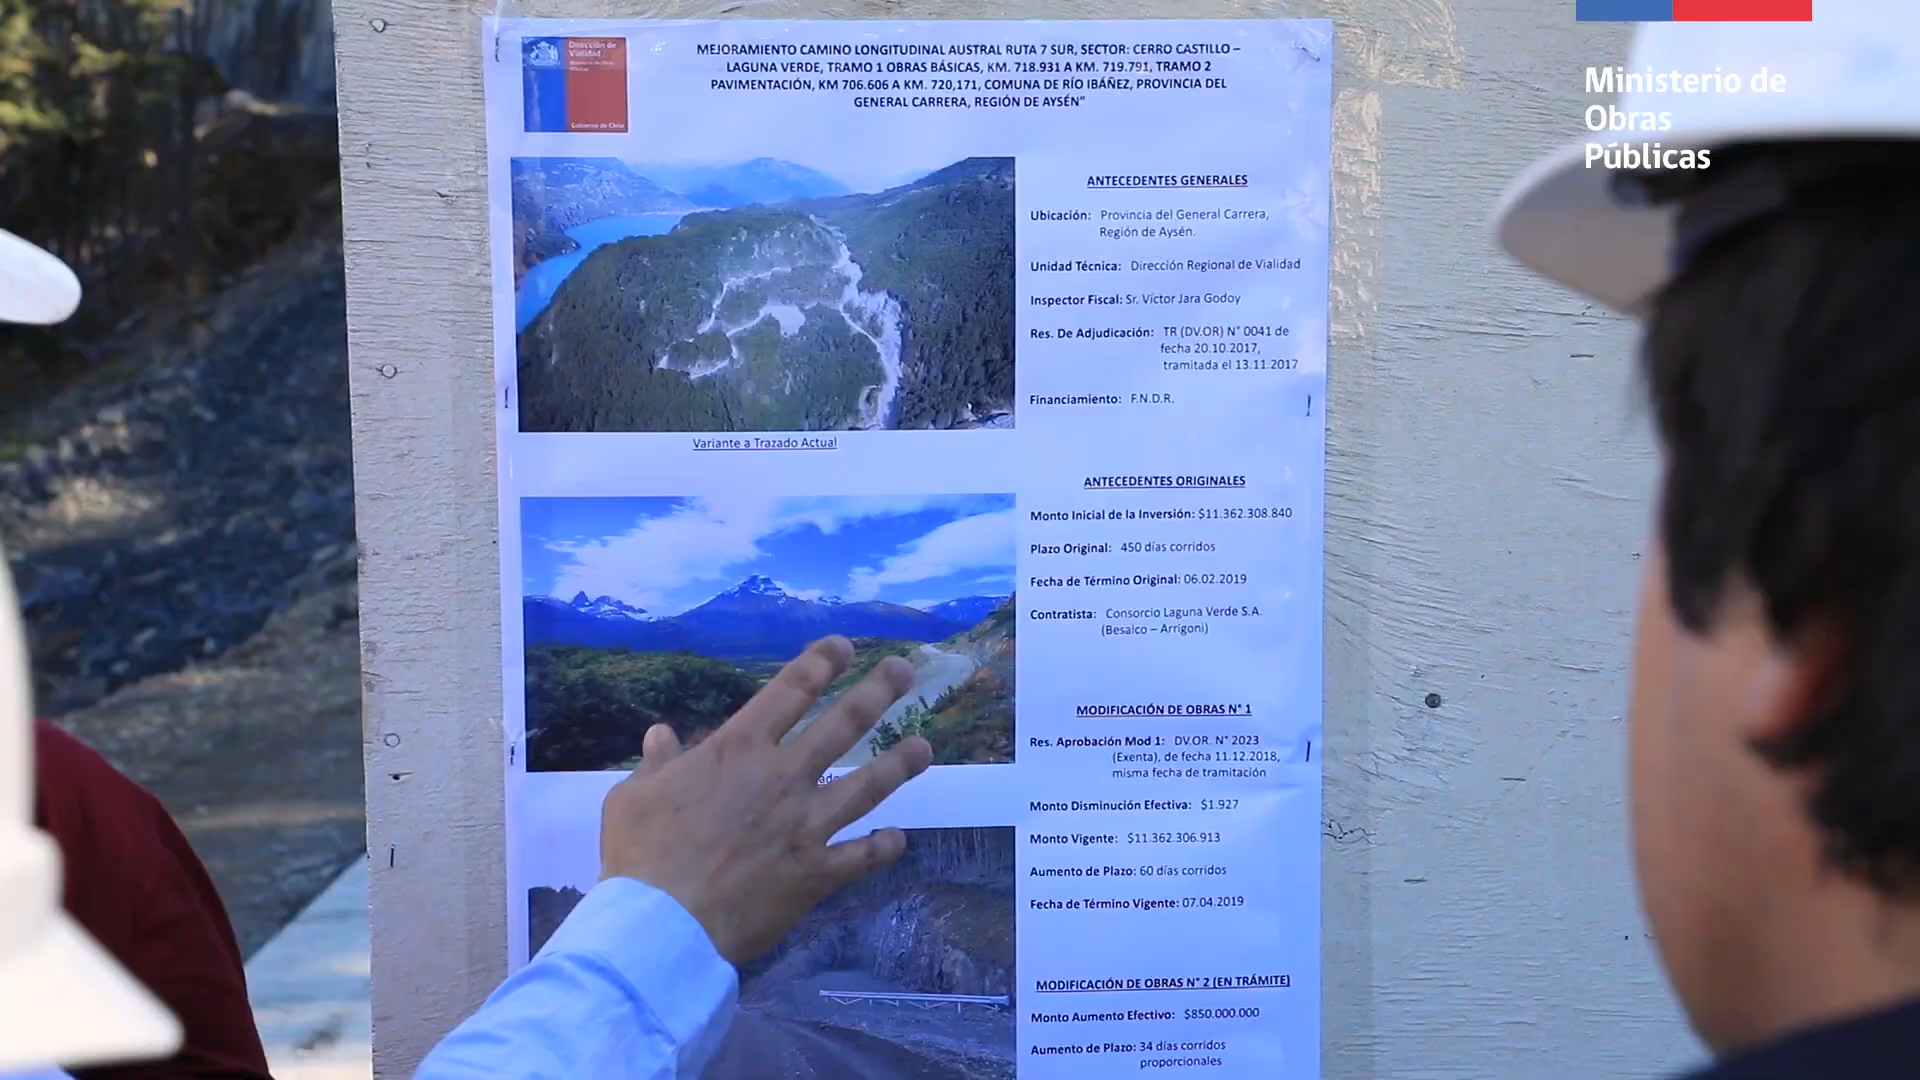 Ministerio de
Obras
Públicas
Dirección de
Vialidad
Gobierno de Chile
MEJORAMIENTO CAMINO LONGITUDINAL AUSTRAL RUTA 7 SUR, SECTOR: CERRO CASTILLO –
LAGUNA VERDE, TRAMO 1 OBRAS BÁSICAS, KM. 718.931 A KM. 719.791, TRAMO 2
PAVIMENTACIÓN, KM 706.606 A KM. 720,171, COMUNA DE RÍO IBÁÑEZ, PROVINCIA DEL
GENERAL CARRERA, REGIÓN DE AYSÉN”
Variante a Trazado Actual
ANTECEDENTES GENERALES
Ubicación: Provincia del General Carrera,
Región de Aysén.
Unidad Técnica: Dirección Regional de Vialidad
Inspector Fiscal: Sr. Víctor Jara Godoy
Res. De Adjudicación: TR (DV.OR) N° 0041 de
fecha 20.10.2017,
tramitada el 13.11.2017
Financiamiento: F.N.D.R.
ANTECEDENTES ORIGINALES
Monto Inicial de la Inversión: $11.362.308.840
Plazo Original: 450 días corridos
Fecha de Término Original: 06.02.2019
Contratista: Consorcio Laguna Verde S.A.
(Besalco – Arrigoni)
MODIFICACIÓN DE OBRAS N° 1
Res. Aprobación Mod 1: DV.OR. N° 2023
(Exenta), de fecha 11.12.2018,
misma fecha de tramitación
Monto Disminución Efectiva: $1.927
Monto Vigente: $11.362.306.913
Aumento de Plazo: 60 días corridos
Fecha de Término Vigente: 07.04.2019
MODIFICACIÓN DE OBRAS N° 2 (EN TRÁMITE)
Monto Aumento Efectivo: $850.000.000
Aumento de Plazo: 34 días corridos
proporcionales